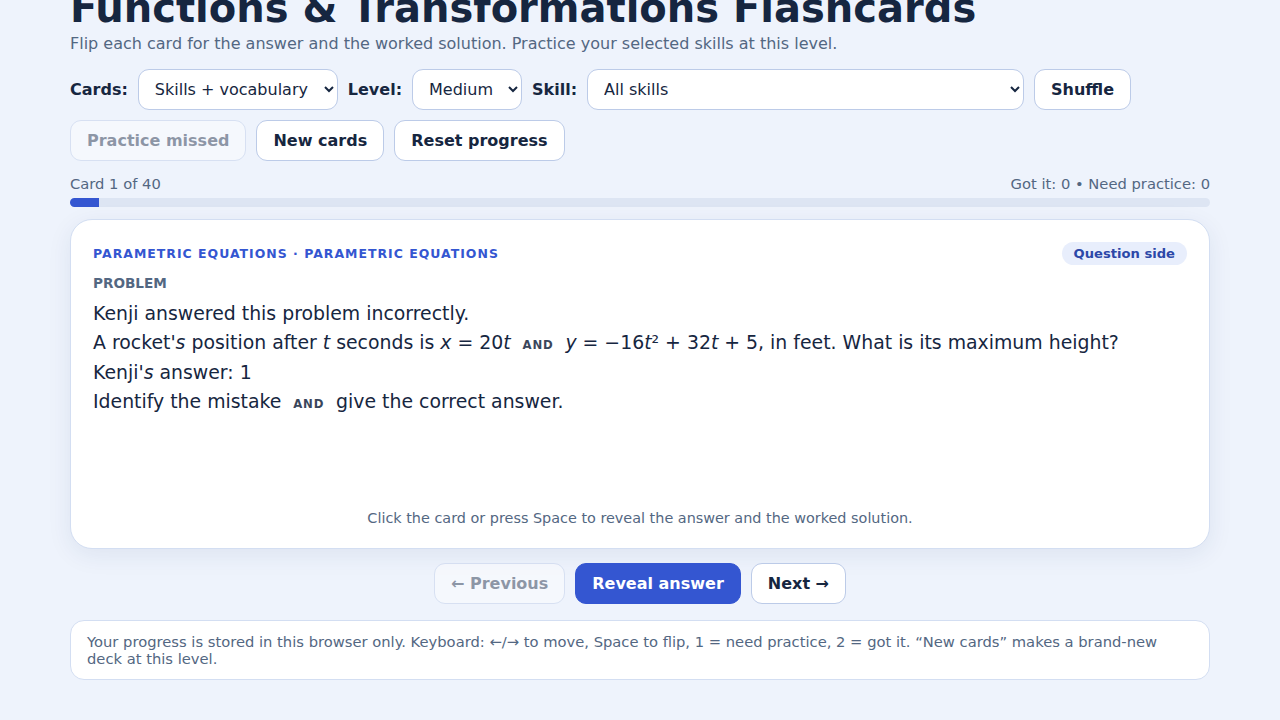 Functions & Transformations Flashcards
Flip each card for the answer and the worked solution. Practice your selected skills at this level.
Cards: Skills + vocabulary Level: Medium Skill: All skills Shuffle
Practice missed New cards Reset progress
Card 1 of 40 Got it: 0 • Need practice: 0
PARAMETRIC EQUATIONS · PARAMETRIC EQUATIONS Question side
PROBLEM
Kenji answered this problem incorrectly.
A rocket's position after t seconds is x = 20t AND y = −16t² + 32t + 5, in feet. What is its maximum height?
Kenji's answer: 1
Identify the mistake AND give the correct answer.
Click the card or press Space to reveal the answer and the worked solution.
← Previous Reveal answer Next →
Your progress is stored in this browser only. Keyboard: ←/→ to move, Space to flip, 1 = need practice, 2 = got it. “New cards” makes a brand-new
deck at this level.